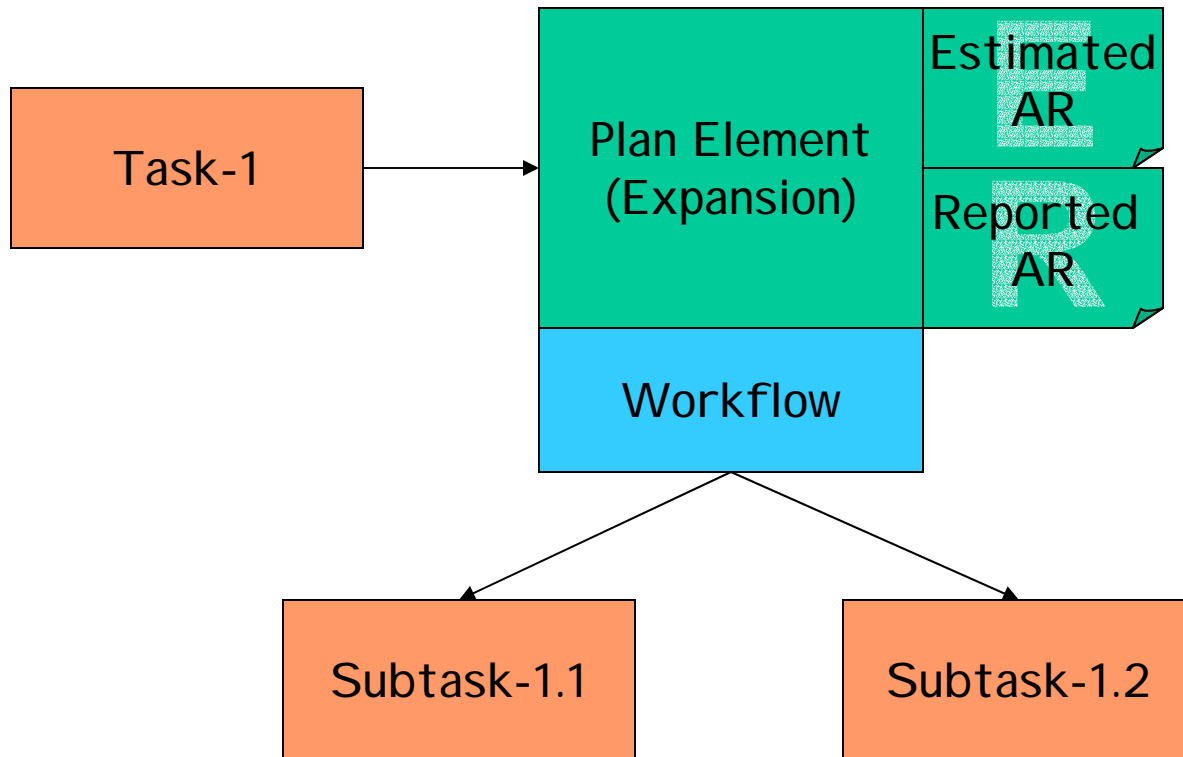 Task-1
Plan Element
(Expansion)
E
Estimated
AR
R
Reported
AR
Workflow
Subtask-1.1
Subtask-1.2